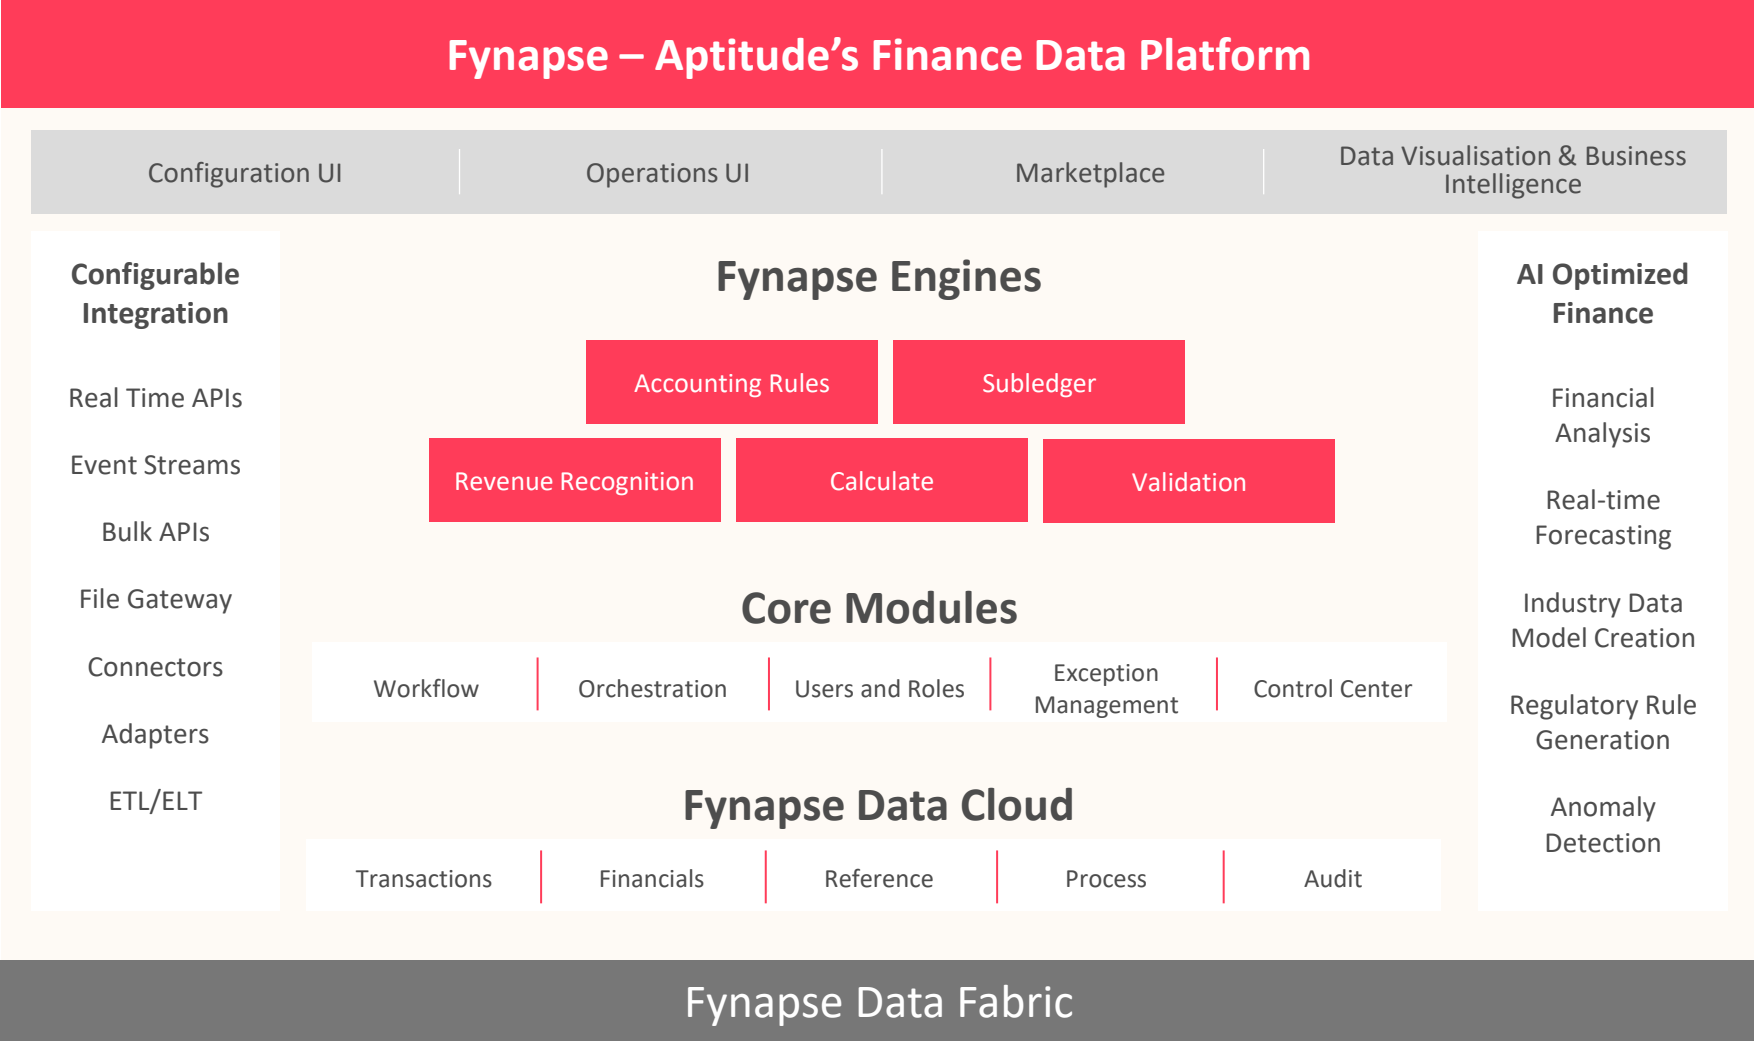 Fynapse – Aptitude’s Finance Data Platform
Configuration UI
Operations UI
Marketplace
Data Visualisation & Business
Intelligence
Configurable
Integration
Real Time APIs
Event Streams
Bulk APIs
File Gateway
Connectors
Adapters
ETL/ELT
Fynapse Engines
Accounting Rules
Subledger
Revenue Recognition
Calculate
Validation
Core Modules
Workflow
Orchestration
Users and Roles
Exception
Management
Control Center
Fynapse Data Cloud
Transactions
Financials
Reference
Process
Audit
AI Optimized
Finance
Financial
Analysis
Real-time
Forecasting
Industry Data
Model Creation
Regulatory Rule
Generation
Anomaly
Detection
Fynapse Data Fabric